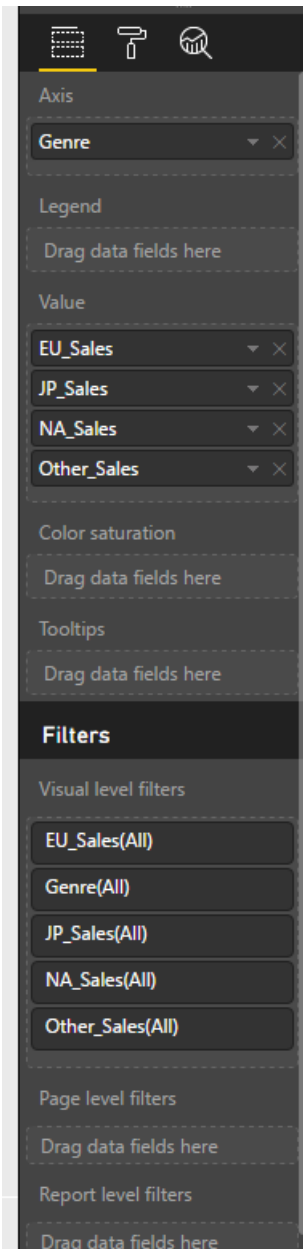 Axis
Genre
Legend
Drag data fields here
Value
EU_Sales
JP_Sales
NA_Sales
Other_Sales
Color saturation
Drag data fields here
Tooltips
Drag data fields here
Filters
Visual level filters
EU_Sales(All)
Genre(All)
JP_Sales(All)
NA_Sales(All)
Other_Sales(All)
Page level filters
Drag data fields here
Report level filters
Drag data fields here